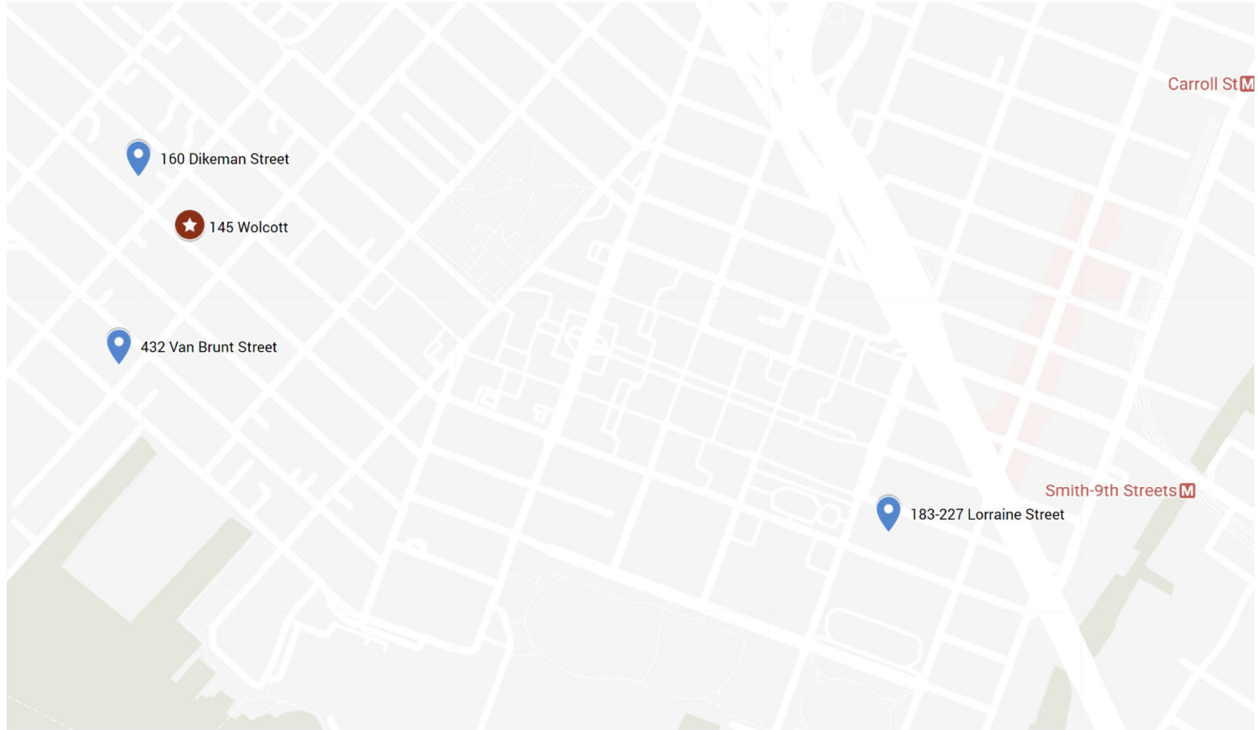 Carroll St M
160 Dikeman Street
145 Wolcott
432 Van Brunt Street
Smith-9th Streets M
183-227 Lorraine Street